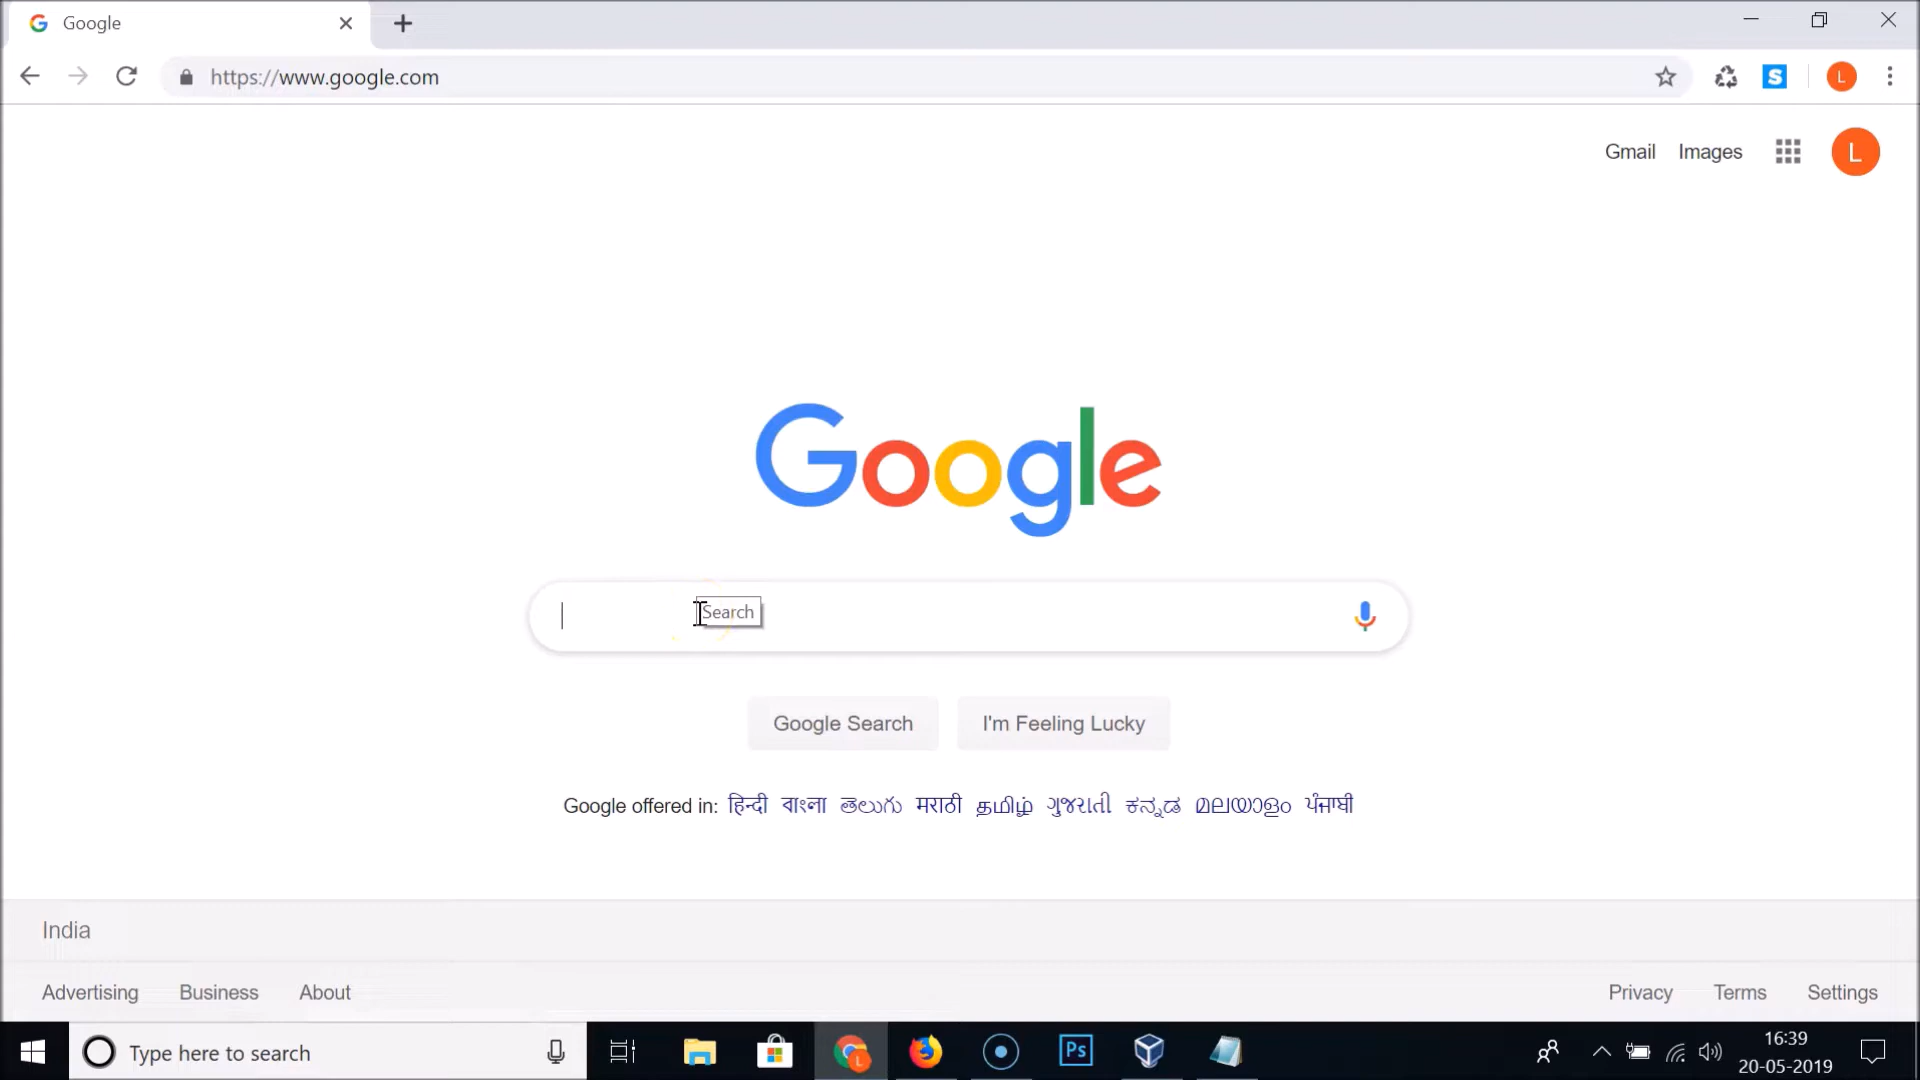 Google
https://www.google.com
S
L
Gmail Images
L
Google
Search
Google Search I'm Feeling Lucky
Google offered in: हिन्दी বাংলা తెలుగు मराठी தமிழ் ગુજરાતી ಕನ್ನಡ മലയാളം ਪੰਜਾਬੀ
India
Advertising Business About Privacy Terms Settings
Type here to search
L
Ps
16:39
20-05-2019